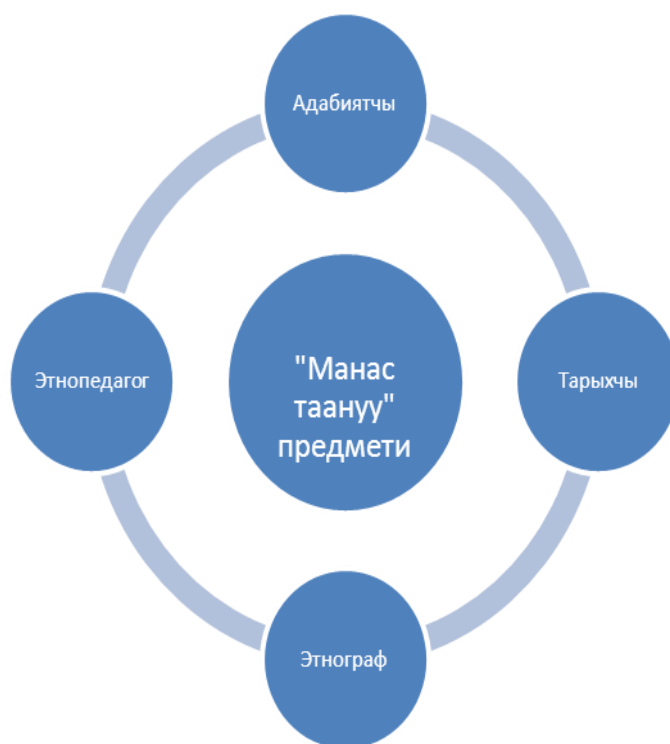 Адабиятчы
Этнопедагог
"Манас
таануу"
предмети
Тарыхчы
Этнограф